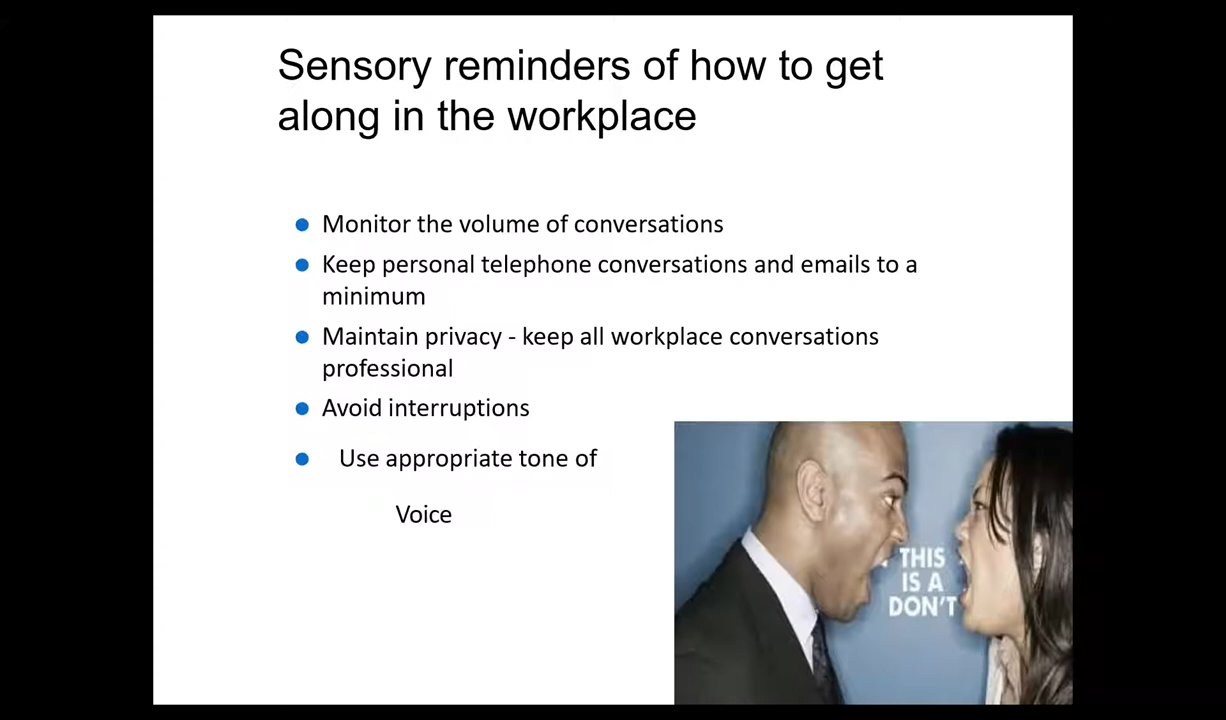 Sensory reminders of how to get
along in the workplace
Monitor the volume of conversations
Keep personal telephone conversations and emails to a
minimum
Maintain privacy - keep all workplace conversations
professional
Avoid interruptions
Use appropriate tone of
Voice
THIS
IS A
DON'T